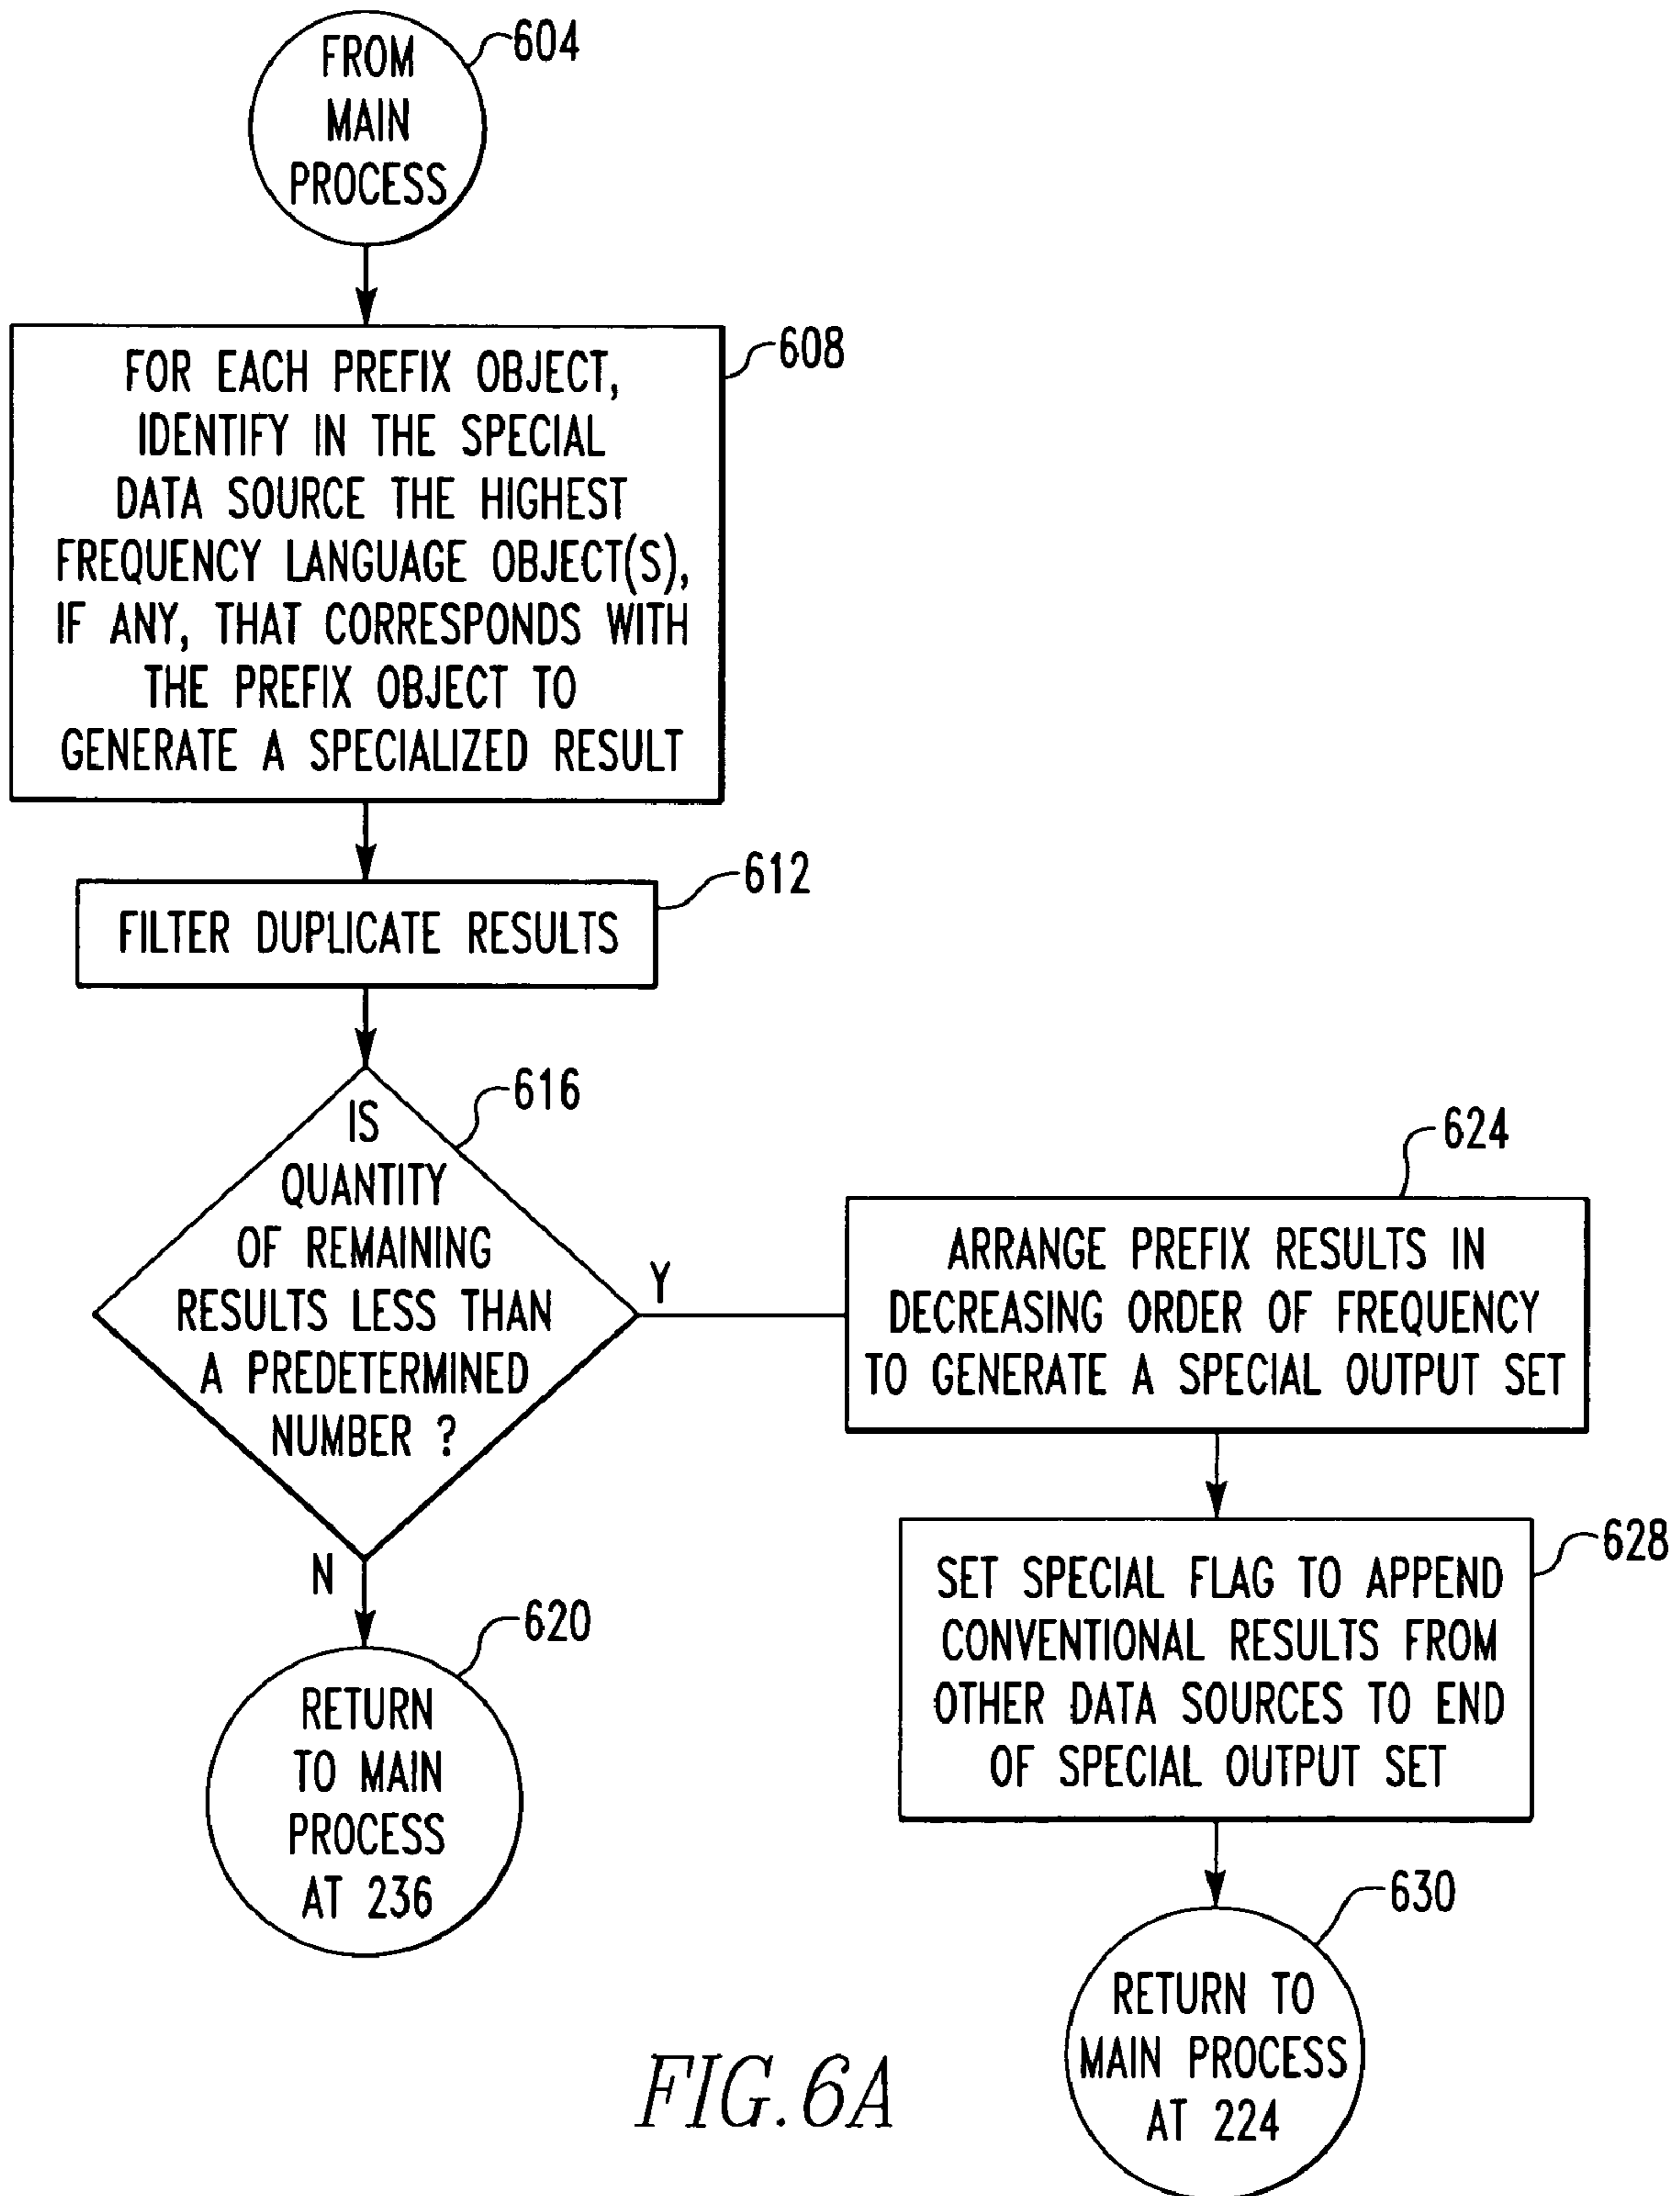 FROM
MAIN
PROCESS
604
FOR EACH PREFIX OBJECT,
IDENTIFY IN THE SPECIAL
DATA SOURCE THE HIGHEST
FREQUENCY LANGUAGE OBJECT(S),
IF ANY, THAT CORRESPONDS WITH
THE PREFIX OBJECT TO
GENERATE A SPECIALIZED RESULT
608
FILTER DUPLICATE RESULTS
612
IS
QUANTITY
OF REMAINING
RESULTS LESS THAN
A PREDETERMINED
NUMBER ?
616
Y
N
RETURN
TO MAIN
PROCESS
AT 236
620
ARRANGE PREFIX RESULTS IN
DECREASING ORDER OF FREQUENCY
TO GENERATE A SPECIAL OUTPUT SET
624
SET SPECIAL FLAG TO APPEND
CONVENTIONAL RESULTS FROM
OTHER DATA SOURCES TO END
OF SPECIAL OUTPUT SET
628
RETURN TO
MAIN PROCESS
AT 224
630
FIG.6A